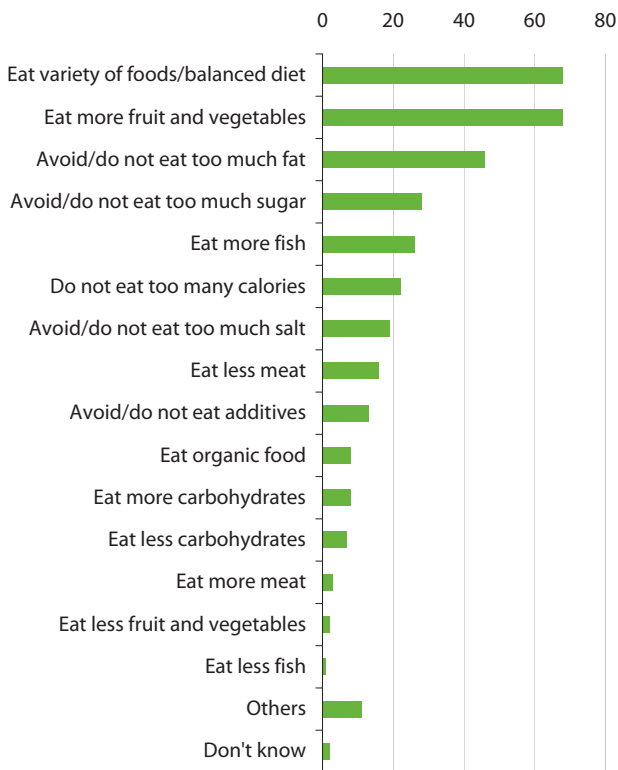 0 20 40 60 80
Eat variety of foods/balanced diet
Eat more fruit and vegetables
Avoid/do not eat too much fat
Avoid/do not eat too much sugar
Eat more fish
Do not eat too many calories
Avoid/do not eat too much salt
Eat less meat
Avoid/do not eat additives
Eat organic food
Eat more carbohydrates
Eat less carbohydrates
Eat more meat
Eat less fruit and vegetables
Eat less fish
Others
Don't know